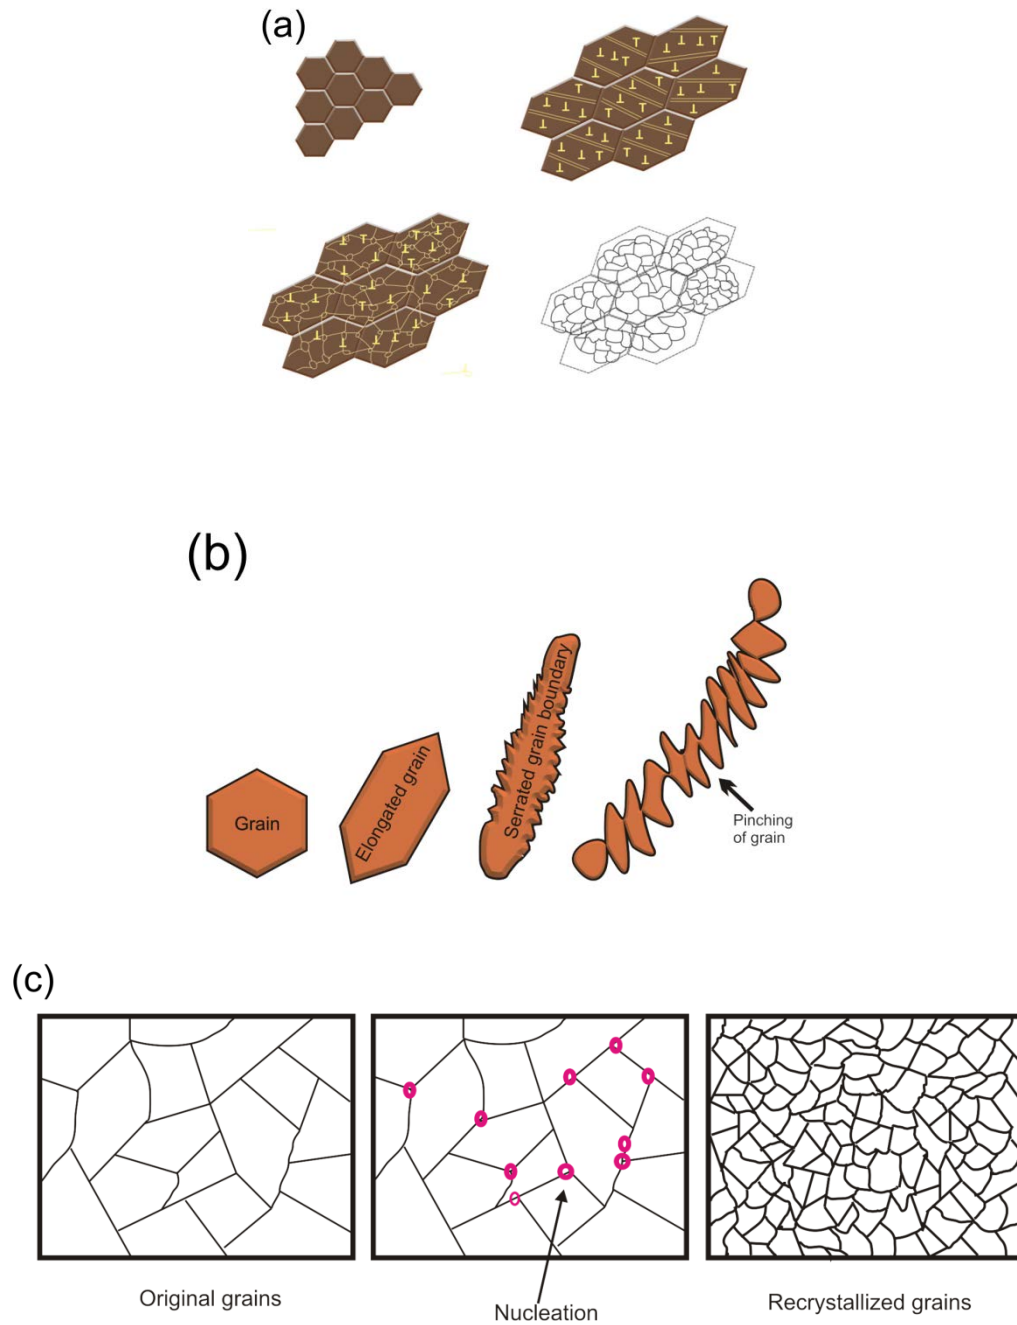 (a)
(b)
Grain
Elongated grain
Serrated grain boundary
Pinching
of grain
(c)
Original grains
Nucleation
Recrystallized grains